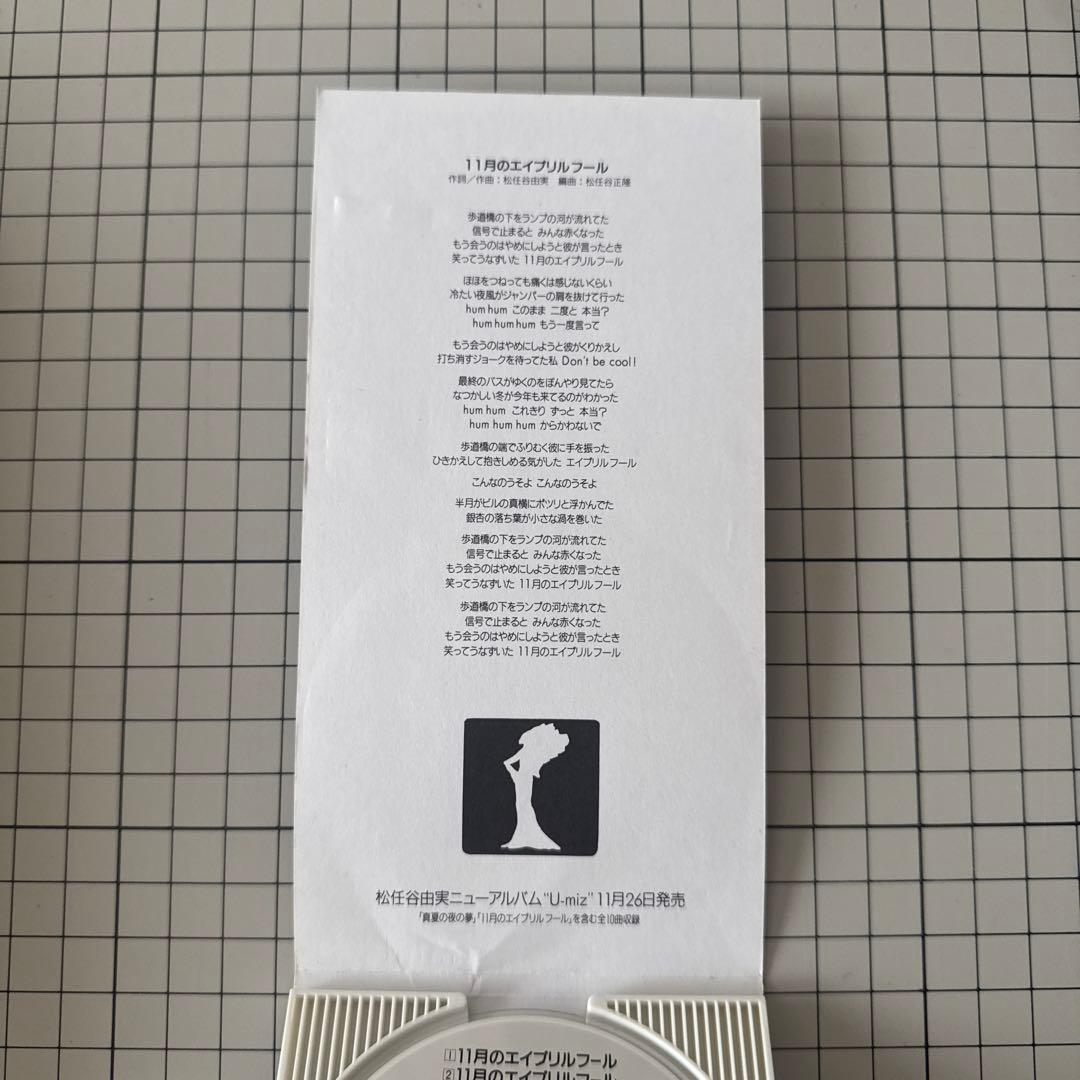 11月のエイプリルフール
作詞／作曲：松任谷由実　編曲：松任谷正隆
歩道橋の下をランプの河が流れてた
信号で止まると みんな赤くなった
もう会うのはやめにしようと彼が言ったとき
笑ってうなずいた 11月のエイプリルフール
ほほをつねっても痛くは感じないくらい
冷たい夜風がジャンパーの肩を抜けて行った
hum hum このまま 二度と 本当?
hum hum hum もう一度言って
もう会うのはやめにしようと彼がくりかえし
打ち消すジョークを待ってた私 Don't be cool!
最終のバスがゆくのをぼんやり見てたら
なつかしい冬が今年も来てるのがわかった
hum hum これきり ずっと 本当?
hum hum hum からかわないで
歩道橋の端でふりむく彼に手を振った
ひきかえして抱きしめる気がした エイプリルフール
こんなのうそよ こんなのうそよ
半月がビルの真横にポツリと浮かんでた
銀杏の落ち葉が小さな渦を巻いた
歩道橋の下をランプの河が流れてた
信号で止まると みんな赤くなった
もう会うのはやめにしようと彼が言ったとき
笑ってうなずいた 11月のエイプリルフール
歩道橋の下をランプの河が流れてた
信号で止まると みんな赤くなった
もう会うのはやめにしようと彼が言ったとき
笑ってうなずいた 11月のエイプリルフール
松任谷由実ニューアルバム"U-miz"11月26日発売
「真夏の夜の夢」「11月のエイプリルフール」を含む全10曲収録
1 11月のエイプリルフール
2 11月のエイプリルフール